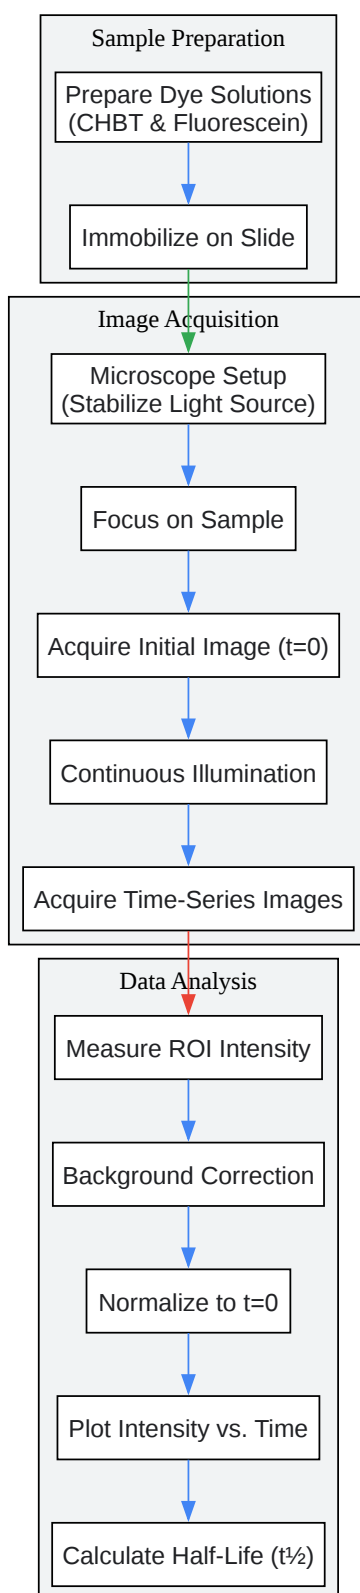 Sample Preparation
Prepare Dye Solutions
(CHBT & Fluorescein)
Immobilize on Slide
Image Acquisition
Microscope Setup
(Stabilize Light Source)
Focus on Sample
Acquire Initial Image (t=0)
Continuous Illumination
Acquire Time-Series Images
Data Analysis
Measure ROI Intensity
Background Correction
Normalize to t=0
Plot Intensity vs. Time
Calculate Half-Life (t½)